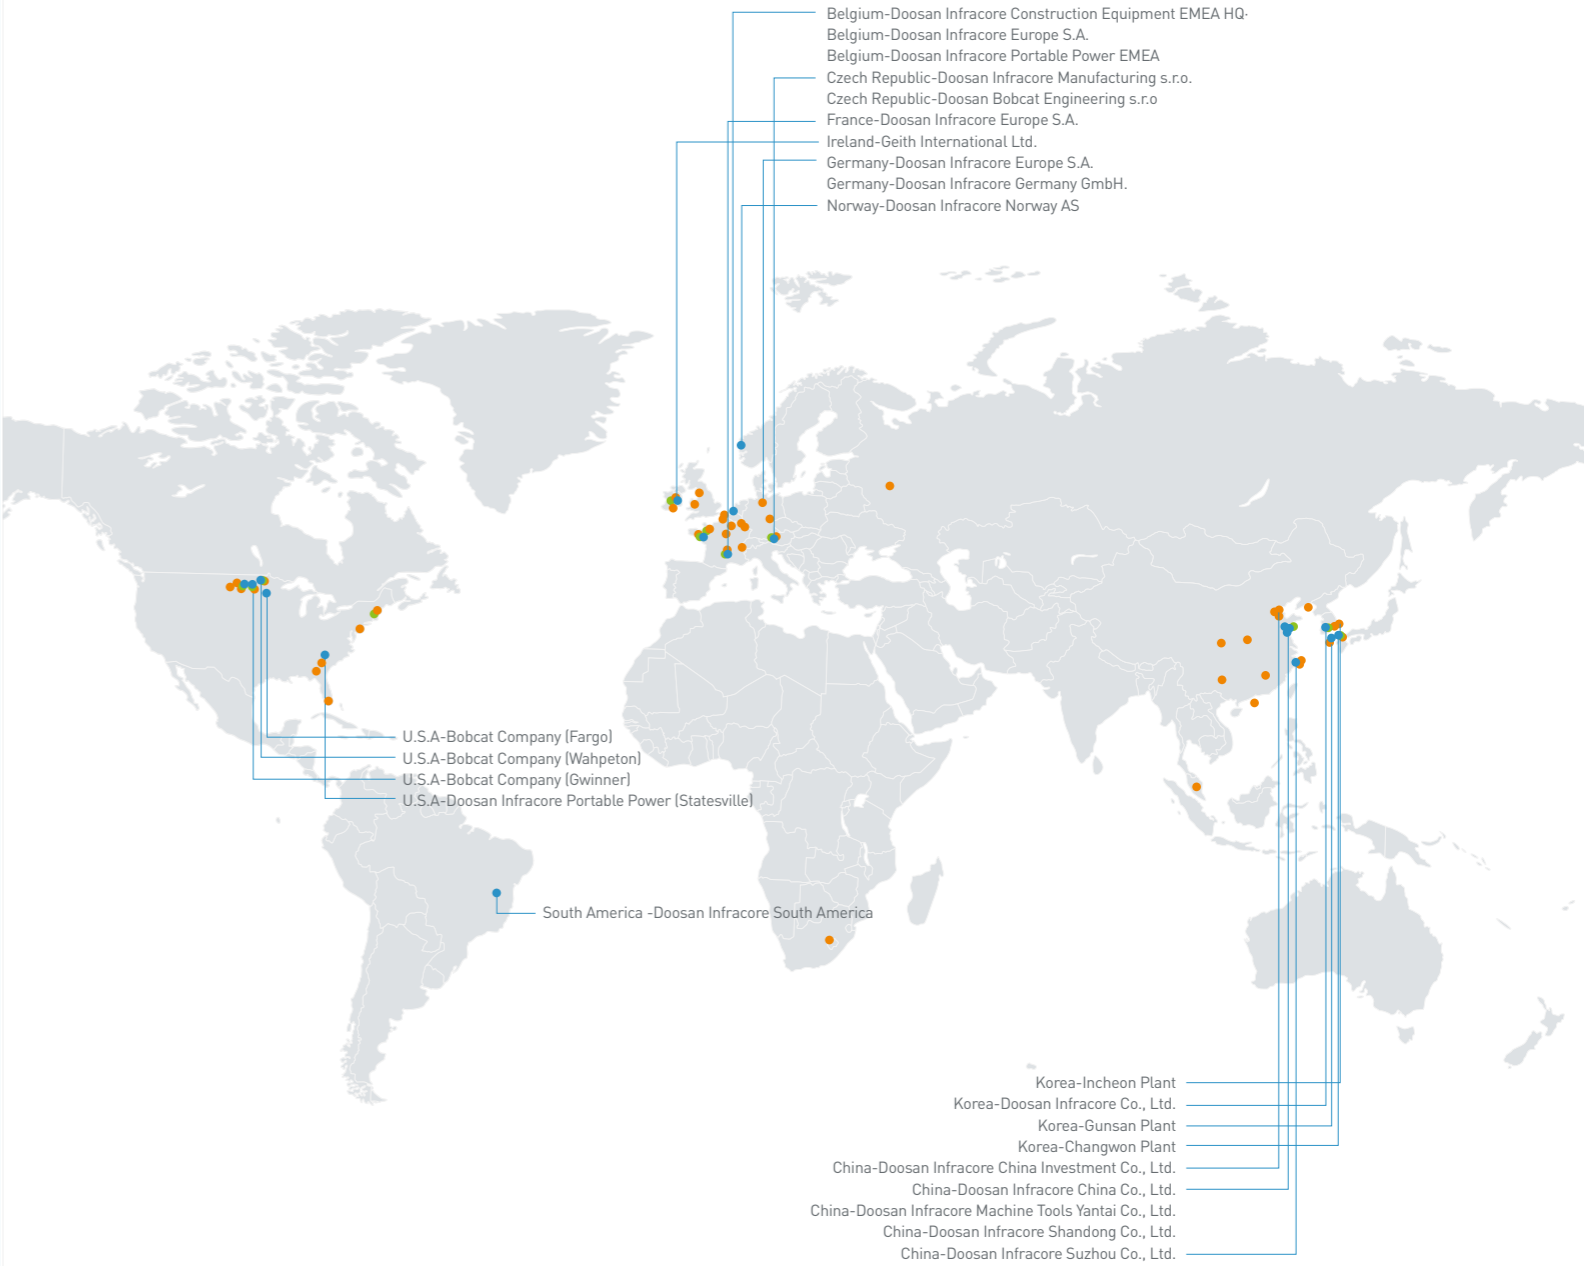 Belgium-Doosan Infracore Construction Equipment EMEA HQ·
Belgium-Doosan Infracore Europe S.A.
Belgium-Doosan Infracore Portable Power EMEA
Czech Republic-Doosan Infracore Manufacturing s.r.o.
Czech Republic-Doosan Bobcat Engineering s.r.o
France-Doosan Infracore Europe S.A.
Ireland-Geith International Ltd.
Germany-Doosan Infracore Europe S.A.
Germany-Doosan Infracore Germany GmbH.
Norway-Doosan Infracore Norway AS
U.S.A-Bobcat Company (Fargo)
U.S.A-Bobcat Company (Wahpeton)
U.S.A-Bobcat Company (Gwinner)
U.S.A-Doosan Infracore Portable Power (Statesville)
South America -Doosan Infracore South America
Korea-Incheon Plant
Korea-Doosan Infracore Co., Ltd.
Korea-Gunsan Plant
Korea-Changwon Plant
China-Doosan Infracore China Investment Co., Ltd.
China-Doosan Infracore China Co., Ltd.
China-Doosan Infracore Machine Tools Yantai Co., Ltd.
China-Doosan Infracore Shandong Co., Ltd.
China-Doosan Infracore Suzhou Co., Ltd.